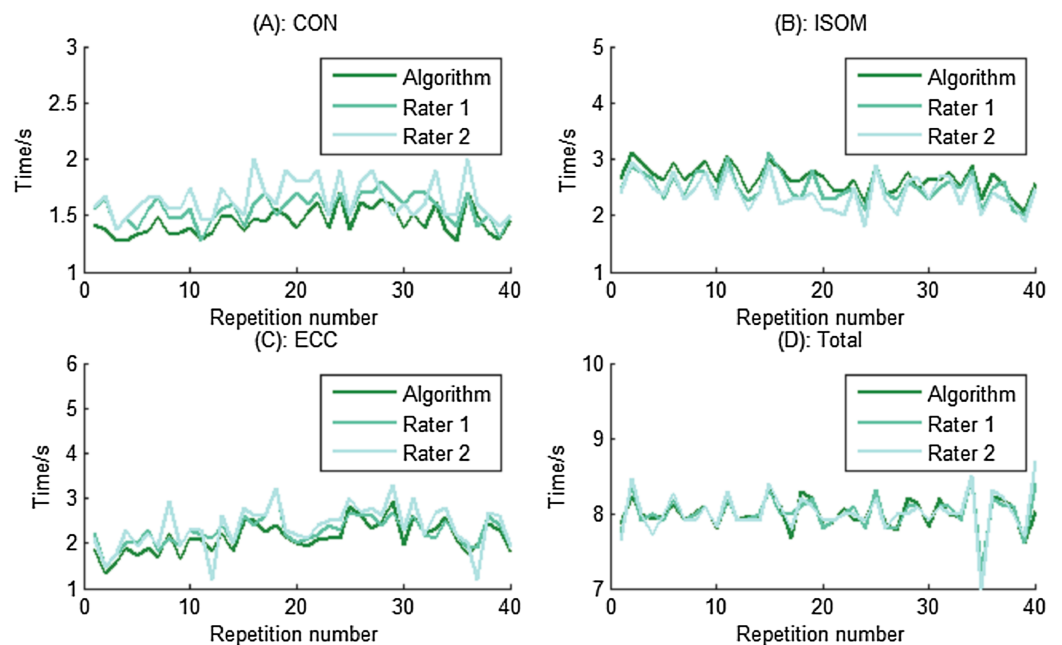 (A): CON
3
2.5
2
1.5
1
Time/s
Algorithm
Rater 1
Rater 2
0 10 20 30 40
Repetition number
(B): ISOM
5
4
3
2
1
Time/s
Algorithm
Rater 1
Rater 2
0 10 20 30 40
Repetition number
(C): ECC
6
5
4
3
2
1
Time/s
Algorithm
Rater 1
Rater 2
0 10 20 30 40
Repetition number
(D): Total
10
9
8
7
Time/s
Algorithm
Rater 1
Rater 2
0 10 20 30 40
Repetition number